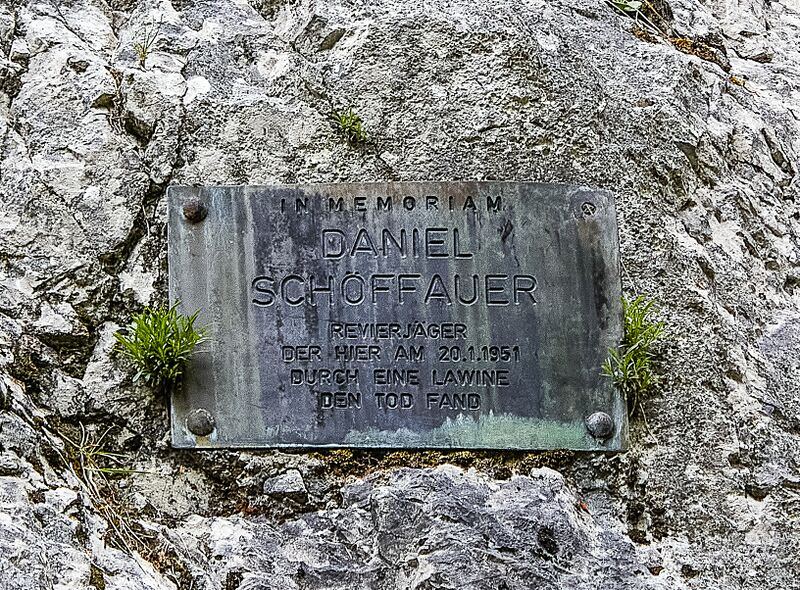 IN MEMORIAM
DANIEL
SCHÖFFAUER
REVIERJÄGER
DER HIER AM 20.1.1951
DURCH EINE LAWINE
DEN TOD FAND